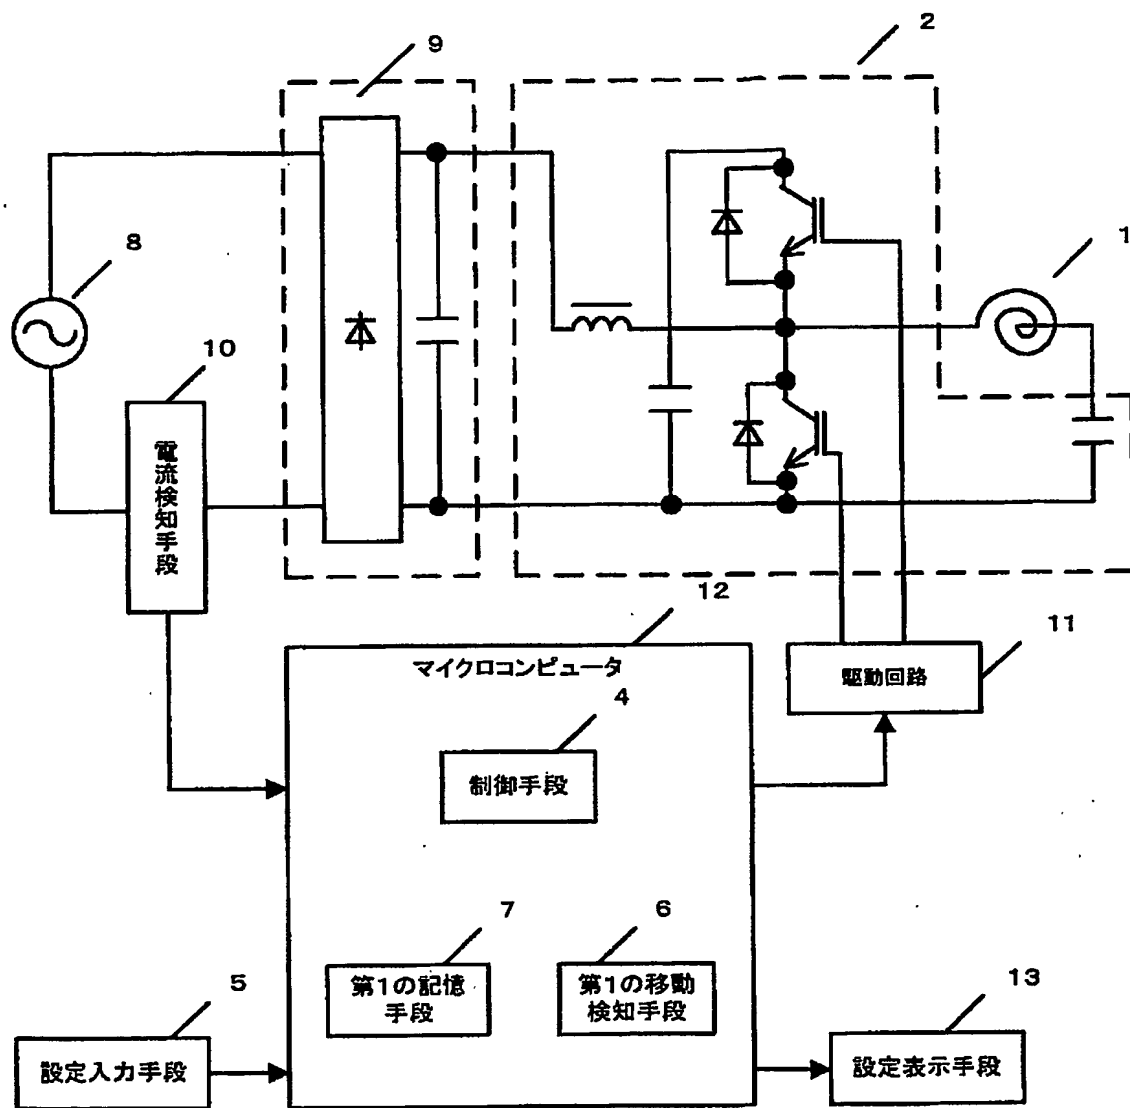 9
2
8
1
10
電流検知手段
12
11
マイクロコンピュータ
駆動回路
4
制御手段
7
6
第1の記憶
手段
第1の移動
検知手段
5
13
設定入力手段
設定表示手段